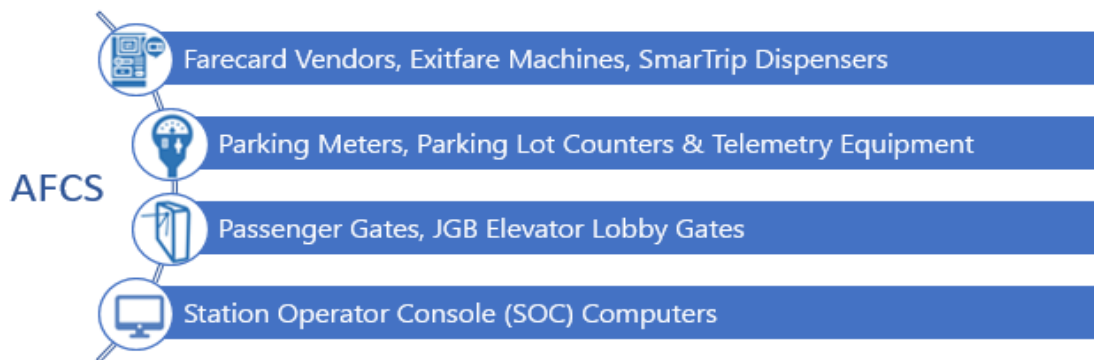 Farecard Vendors, Exitfare Machines, SmarTrip Dispensers
Parking Meters, Parking Lot Counters & Telemetry Equipment
AFCS
Passenger Gates, JGB Elevator Lobby Gates
Station Operator Console (SOC) Computers